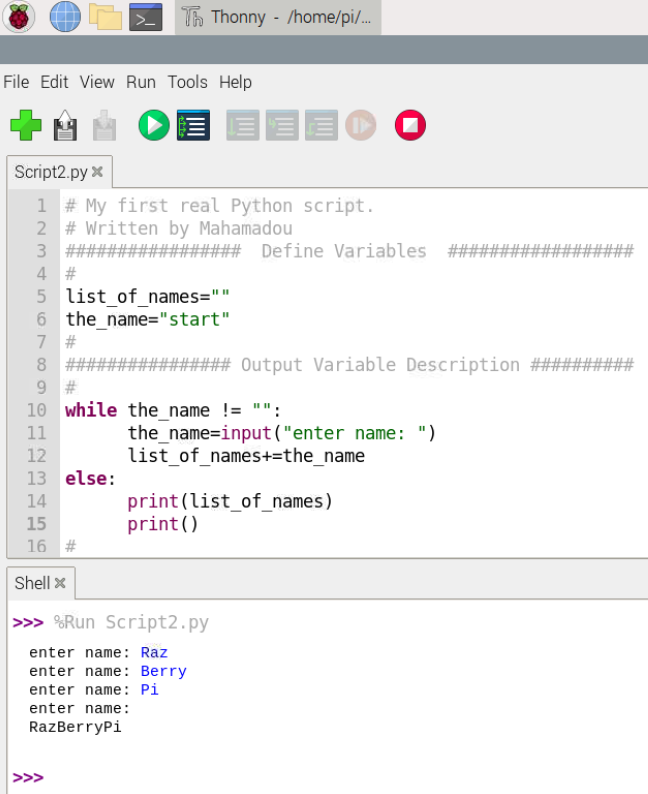 Thonny - /home/pi/...
File Edit View Run Tools Help
Script2.py
1 # My first real Python script.
2 # Written by Mahamadou
3 ################# Define Variables ##################
4 #
5 list_of_names=""
6 the_name="start"
7 #
8 ################ Output Variable Description ##########
9 #
10 while the_name != "":
11       the_name=input("enter name: ")
12       list_of_names+=the_name
13 else:
14       print(list_of_names)
15       print()
16 #
Shell
>>> %Run Script2.py
enter name: Raz
enter name: Berry
enter name: Pi
enter name:
RazBerryPi
>>>